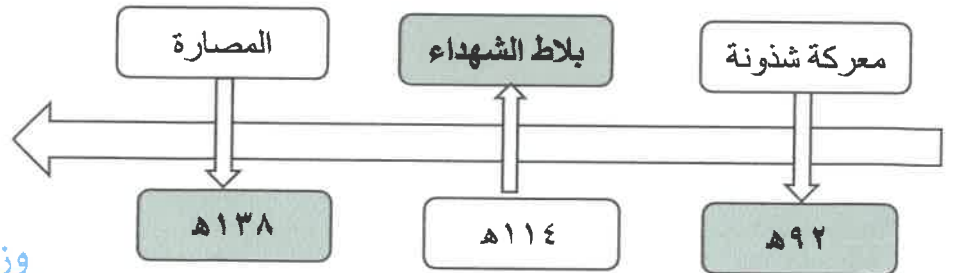 معركة شذونة
بلاط الشهداء
المصارة
٩٢هـ
١١٤هـ
١٣٨هـ